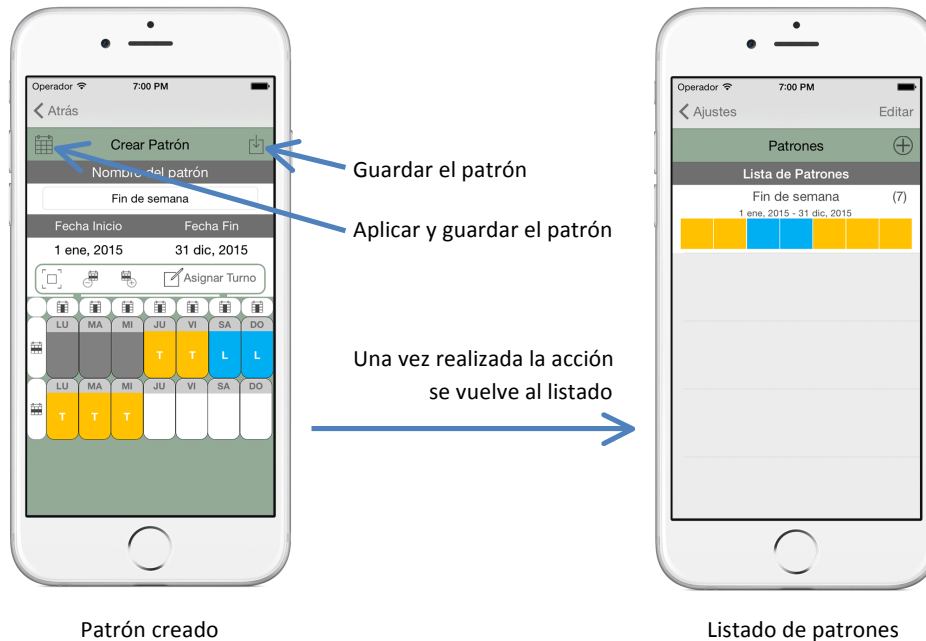 Operador 7:00 PM
Atrás
Crear Patrón
Nombre del patrón
Fin de semana
Fecha Inicio Fecha Fin
1 ene, 2015 31 dic, 2015
Asignar Turno
LU MA MI JU VI SA DO
T T L L
LU MA MI JU VI SA DO
T T T
Guardar el patrón
Aplicar y guardar el patrón
Una vez realizada la acción
se vuelve al listado
Operador 7:00 PM
Ajustes Editar
Patrones
Lista de Patrones
Fin de semana (7)
1 ene, 2015 - 31 dic, 2015
Patrón creado
Listado de patrones